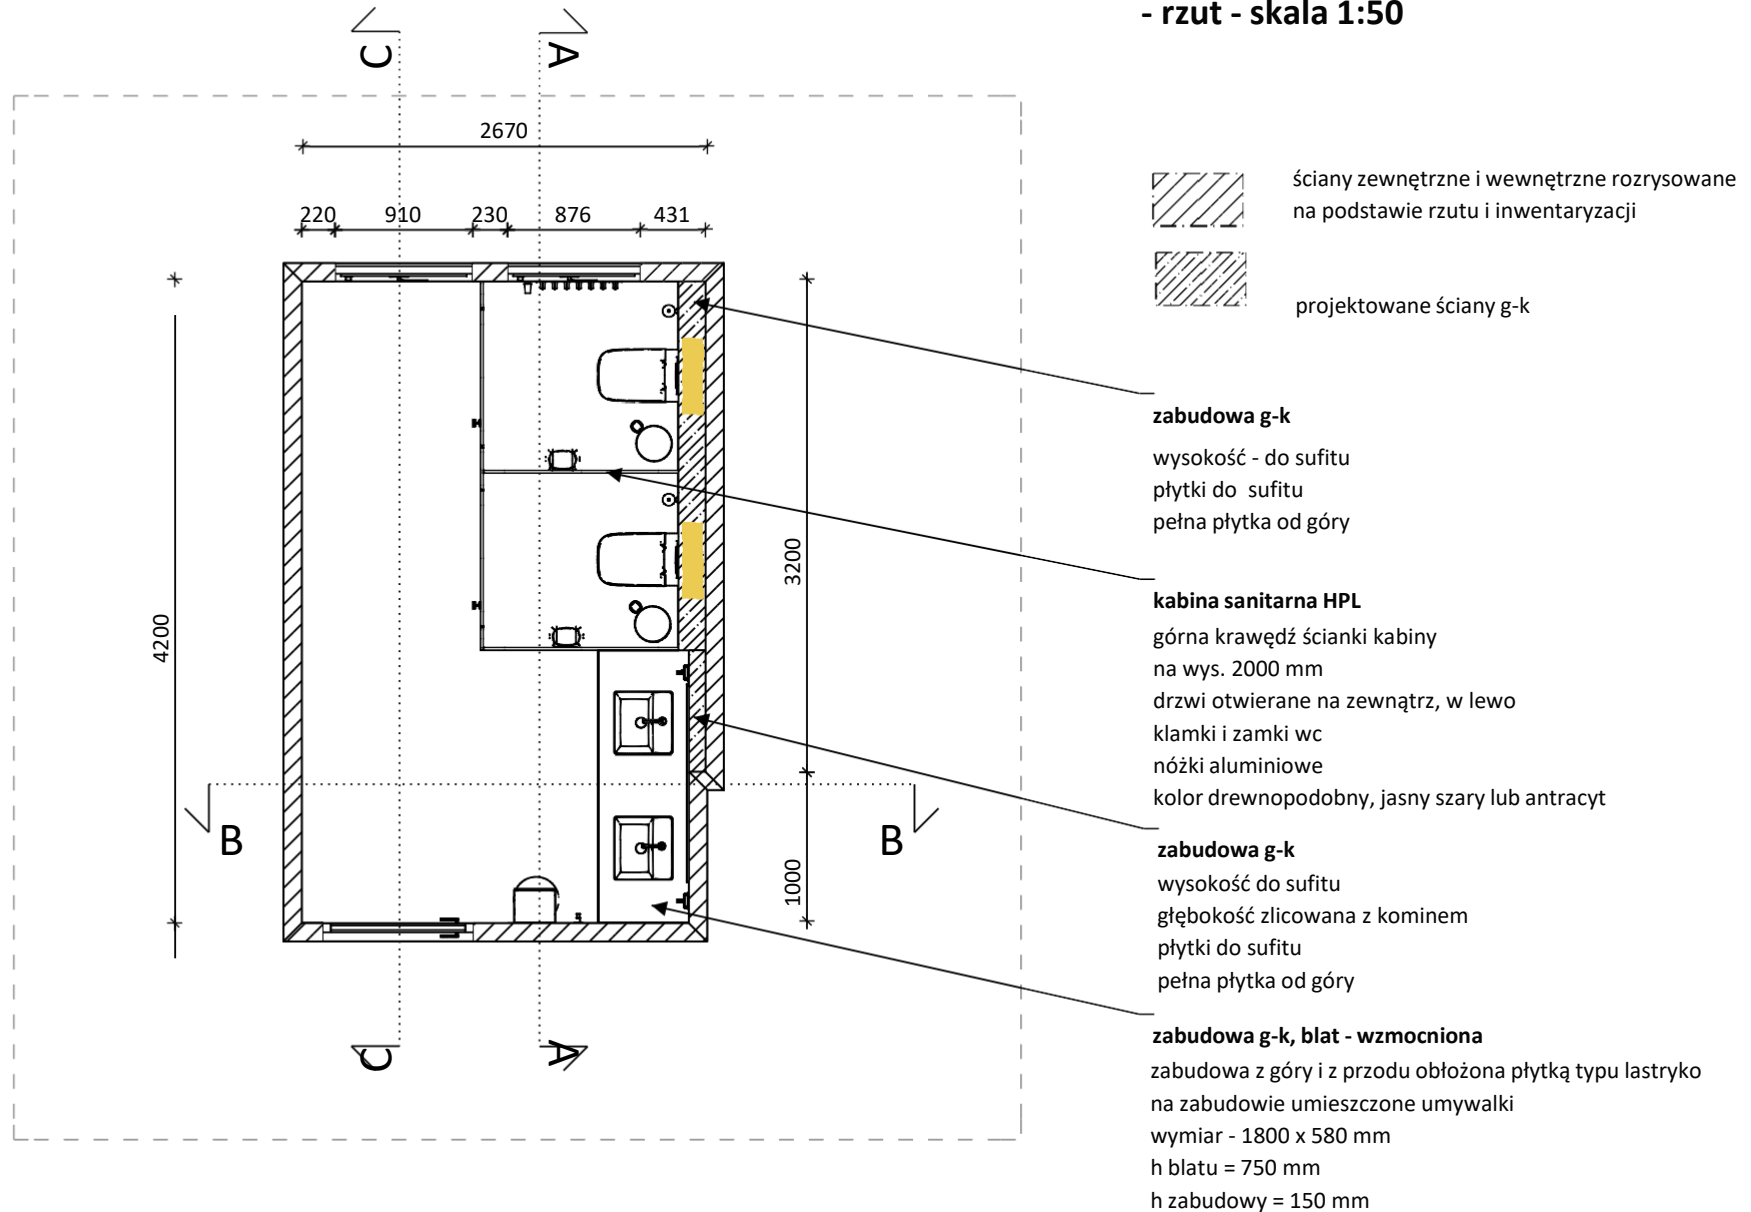 - rzut - skala 1:50
C
A
2670
220
910
230
876
431
ściany zewnętrzne i wewnętrzne rozrysowane
na podstawie rzutu i inwentaryzacji
projektowane ściany g-k
zabudowa g-k
wysokość - do sufitu
płytki do sufitu
pełna płytka od góry
3200
4200
kabina sanitarna HPL
górna krawędź ścianki kabiny
na wys. 2000 mm
drzwi otwierane na zewnątrz, w lewo
klamki i zamki wc
nóżki aluminiowe
kolor drewnopodobny, jasny szary lub antracyt
B
B
1000
zabudowa g-k
wysokość do sufitu
głębokość zlicowana z kominem
płytki do sufitu
pełna płytka od góry
C
A
zabudowa g-k, blat - wzmocniona
zabudowa z góry i z przodu obłożona płytką typu lastryko
na zabudowie umieszczone umywalki
wymiar - 1800 x 580 mm
h blatu = 750 mm
h zabudowy = 150 mm